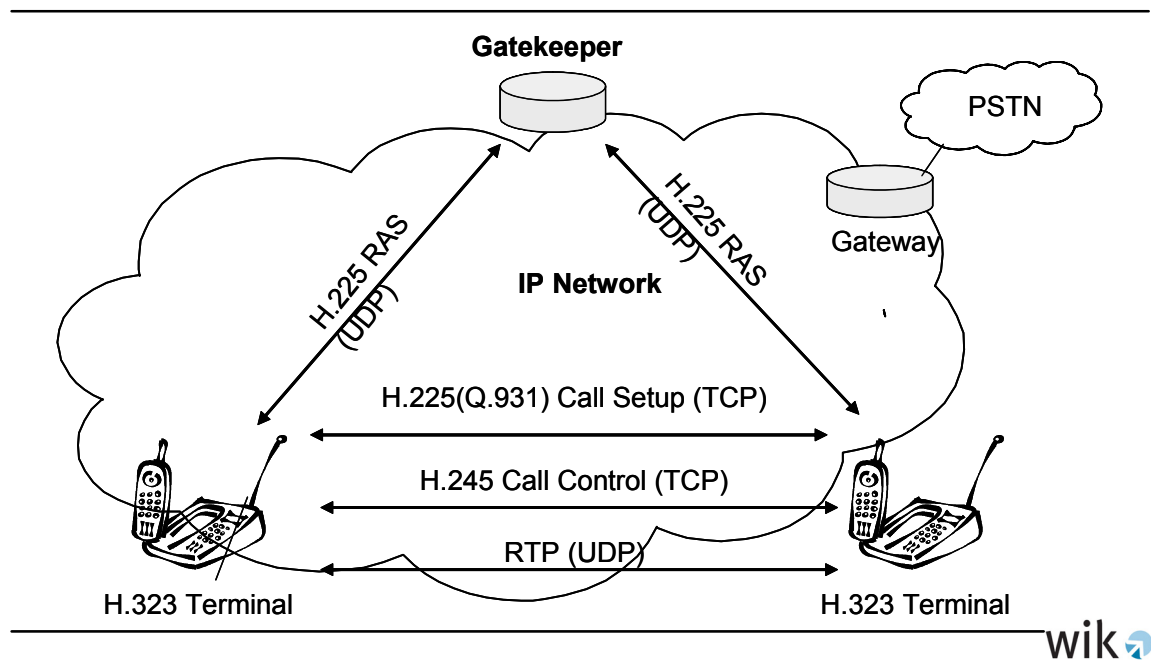 Gatekeeper
PSTN
H.225 RAS
(UDP)
H.225 RAS
(UDP)
Gateway
IP Network
H.225(Q.931) Call Setup (TCP)
H.245 Call Control (TCP)
RTP (UDP)
H.323 Terminal
H.323 Terminal
wik